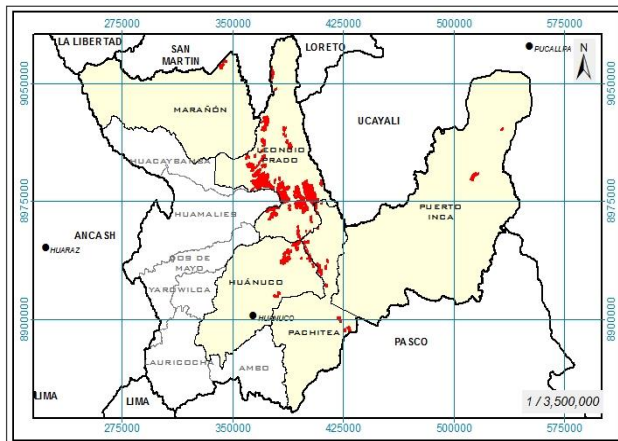 275000 350000 425000 500000 575000
LA LIBERTAD
SAN
MARTIN
LORETO
PUCALLPA
N
9050000
9050000
MARAÑÓN
UCAYALI
LEONCIO
PRADO
HUACAYBAMBA
8975000
8975000
HUAMALIES
PUERTO
INCA
ANCASH
HUARAZ
DOS DE
MAYO
YAROWILCA
HUÁNUCO
HUANUCO
8900000
8900000
PACHITEA
PASCO
LAURICOCHA
AMBO
LIMA
LIMA
1 / 3,500,000
275000 350000 425000 500000 575000